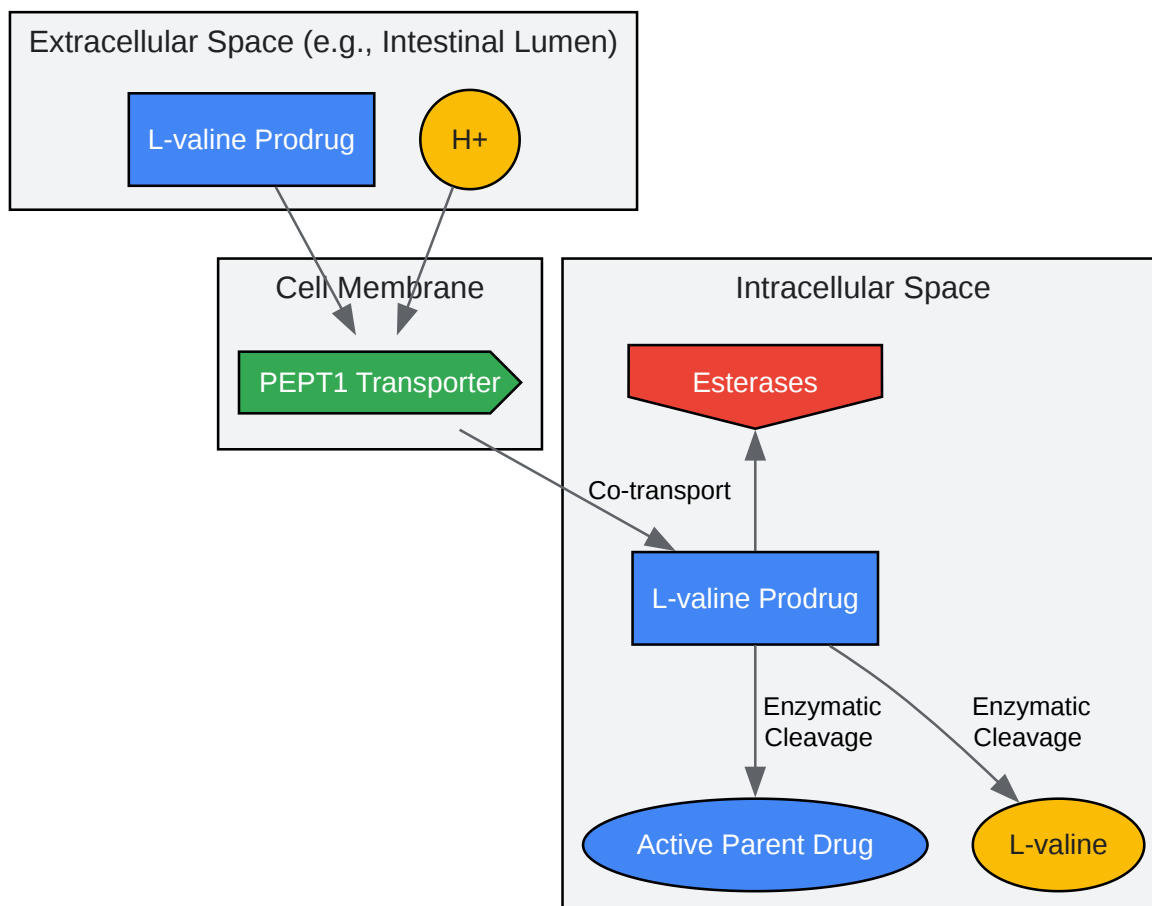 Extracellular Space (e.g., Intestinal Lumen)
L-valine Prodrug
H+
Cell Membrane
PEPT1 Transporter
Intracellular Space
Esterases
Co-transport
L-valine Prodrug
Enzymatic
Cleavage
Enzymatic
Cleavage
Active Parent Drug
L-valine